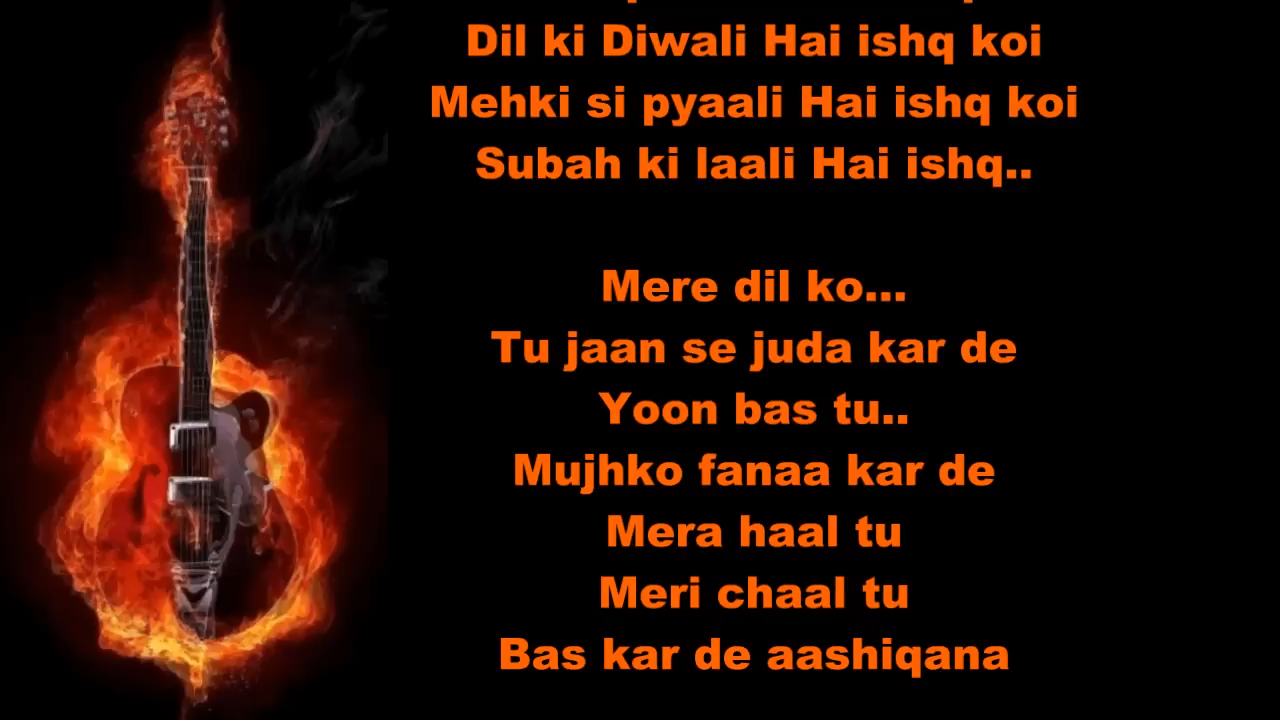 Dil ki Diwali Hai ishq koi
Mehki si pyaali Hai ishq koi
Subah ki laali Hai ishq..
Mere dil ko...
Tu jaan se juda kar de
Yoon bas tu..
Mujhko fanaa kar de
Mera haal tu
Meri chaal tu
Bas kar de aashiqana